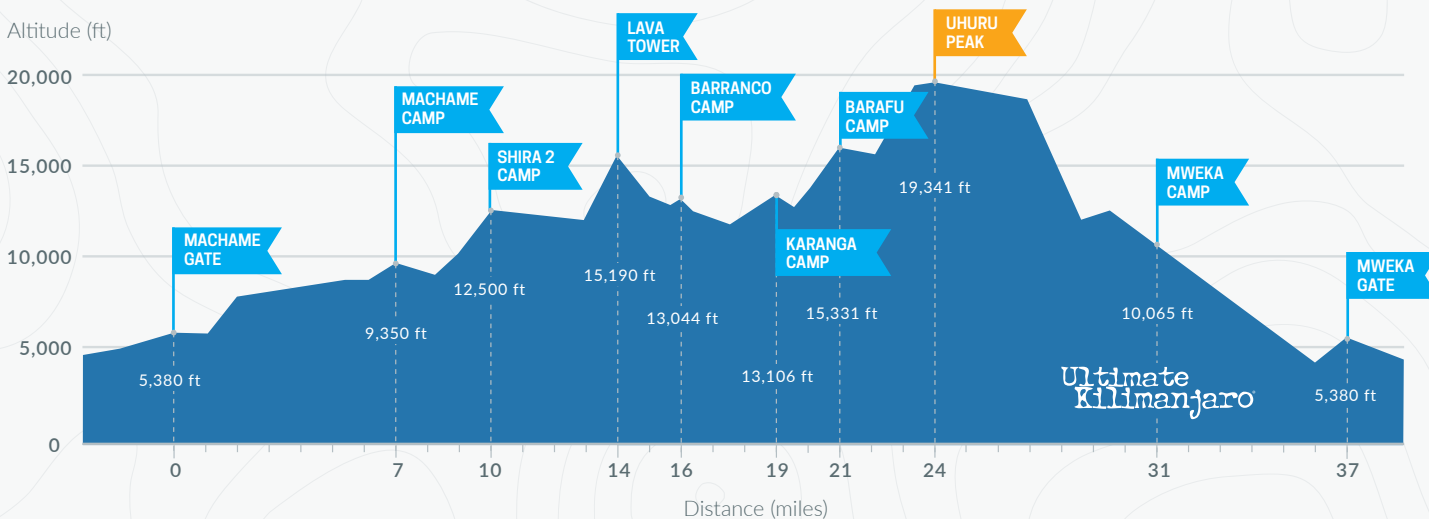 Altitude (ft)
20,000
15,000
10,000
5,000
0
MACHAME
GATE
5,380 ft
MACHAME
CAMP
9,350 ft
SHIRA 2
CAMP
12,500 ft
LAVA
TOWER
15,190 ft
BARRANCO
CAMP
13,044 ft
KARANGA
CAMP
13,106 ft
BARAFU
CAMP
15,331 ft
UHURU
PEAK
19,341 ft
MWEKA
CAMP
10,065 ft
MWEKA
GATE
5,380 ft
Ultimate
Kilimanjaro
0 7 10 14 16 19 21 24 31 37
Distance (miles)